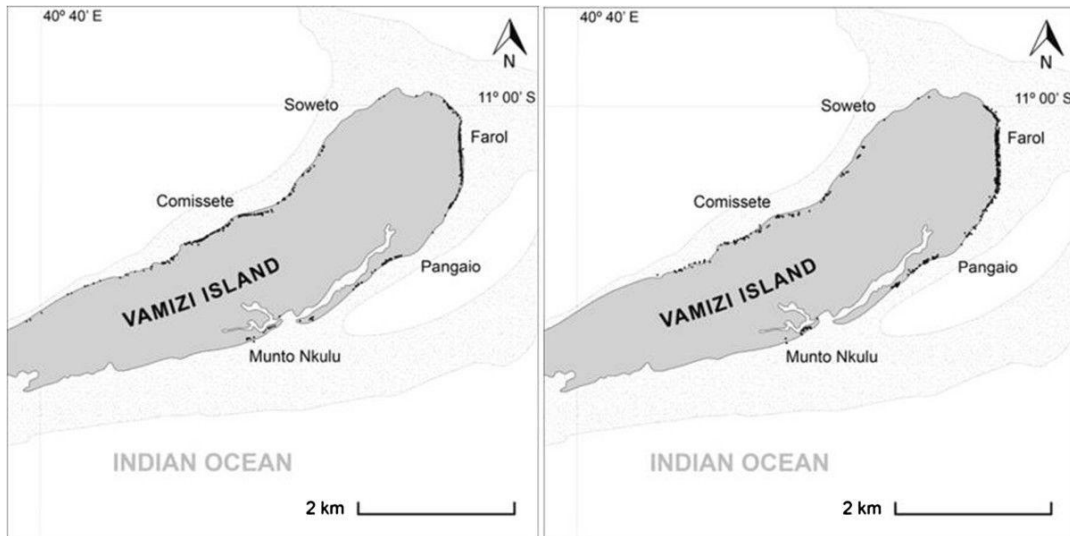 40º 40' E
N
11º 00' S
Soweto
Farol
Comissete
Pangaio
VAMIZI ISLAND
Munto Nkulu
INDIAN OCEAN
2 km
40º 40' E
N
11º 00' S
Soweto
Farol
Comissete
Pangaio
VAMIZI ISLAND
Munto Nkulu
INDIAN OCEAN
2 km